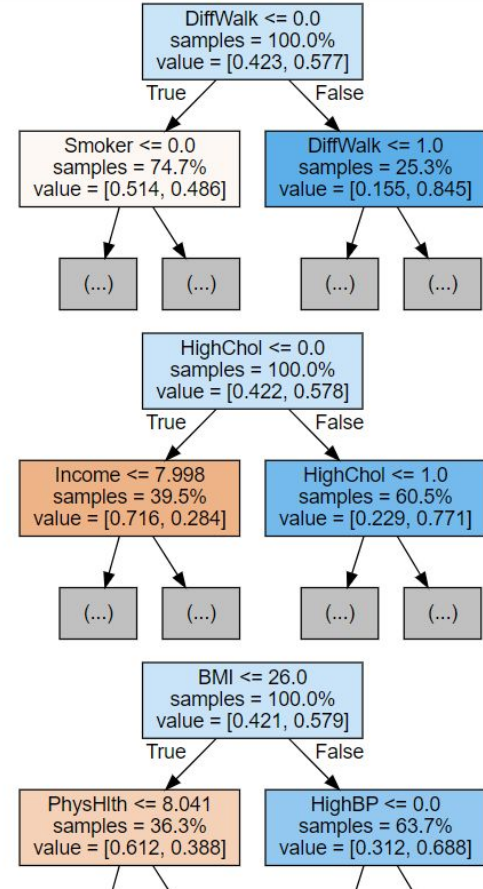 DiffWalk <= 0.0
samples = 100.0%
value = [0.423, 0.577]
True
False
Smoker <= 0.0
samples = 74.7%
value = [0.514, 0.486]
DiffWalk <= 1.0
samples = 25.3%
value = [0.155, 0.845]
(...)
(...)
(...)
(...)
HighChol <= 0.0
samples = 100.0%
value = [0.422, 0.578]
True
False
Income <= 7.998
samples = 39.5%
value = [0.716, 0.284]
HighChol <= 1.0
samples = 60.5%
value = [0.229, 0.771]
(...)
(...)
(...)
(...)
BMI <= 26.0
samples = 100.0%
value = [0.421, 0.579]
True
False
PhysHlth <= 8.041
samples = 36.3%
value = [0.612, 0.388]
HighBP <= 0.0
samples = 63.7%
value = [0.312, 0.688]